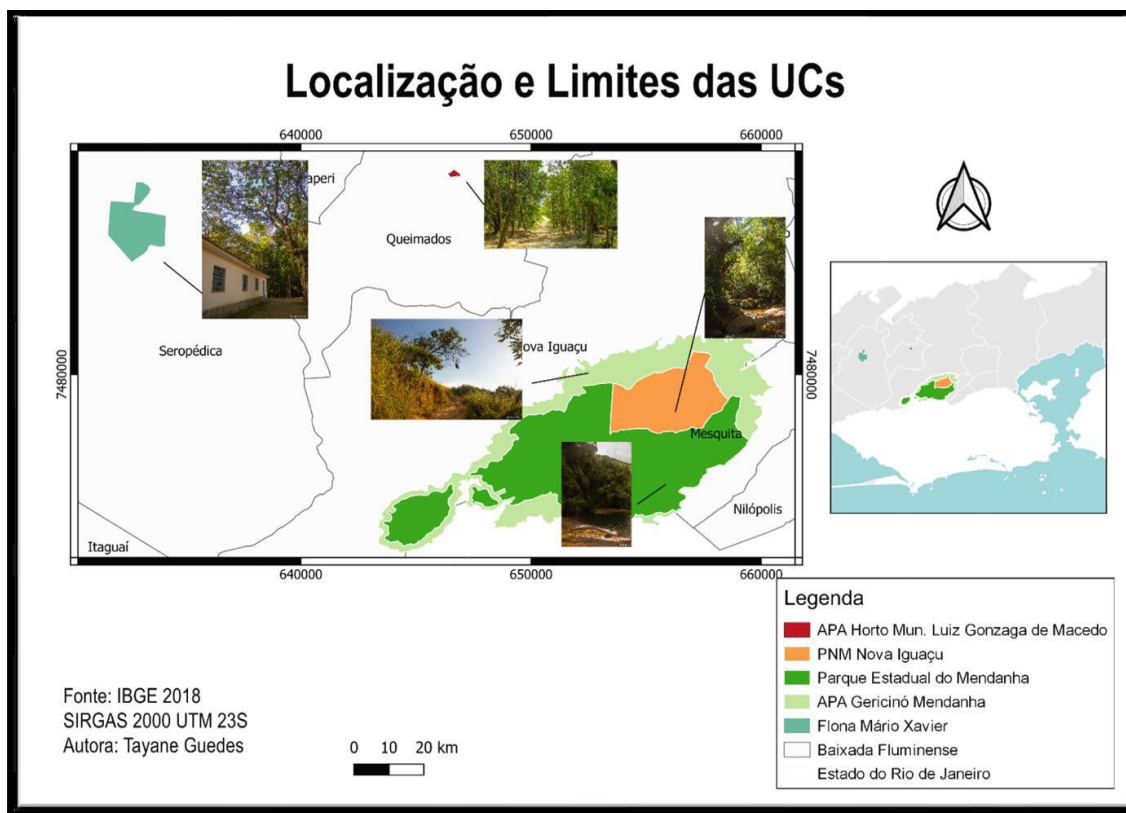 Localização e Limites das UCs
640000 650000 660000
aperi
Queimados
ova Iguaçu
Seropédica
7480000 7480000
Mesquita
Nilópolis
Itaguaí
640000 650000 660000
Legenda
APA Horto Mun. Luiz Gonzaga de Macedo
PNM Nova Iguaçu
Parque Estadual do Mendanha
APA Gericinó Mendanha
Flona Mário Xavier
Baixada Fluminense
Estado do Rio de Janeiro
Fonte: IBGE 2018
SIRGAS 2000 UTM 23S
Autora: Tayane Guedes
0 10 20 km